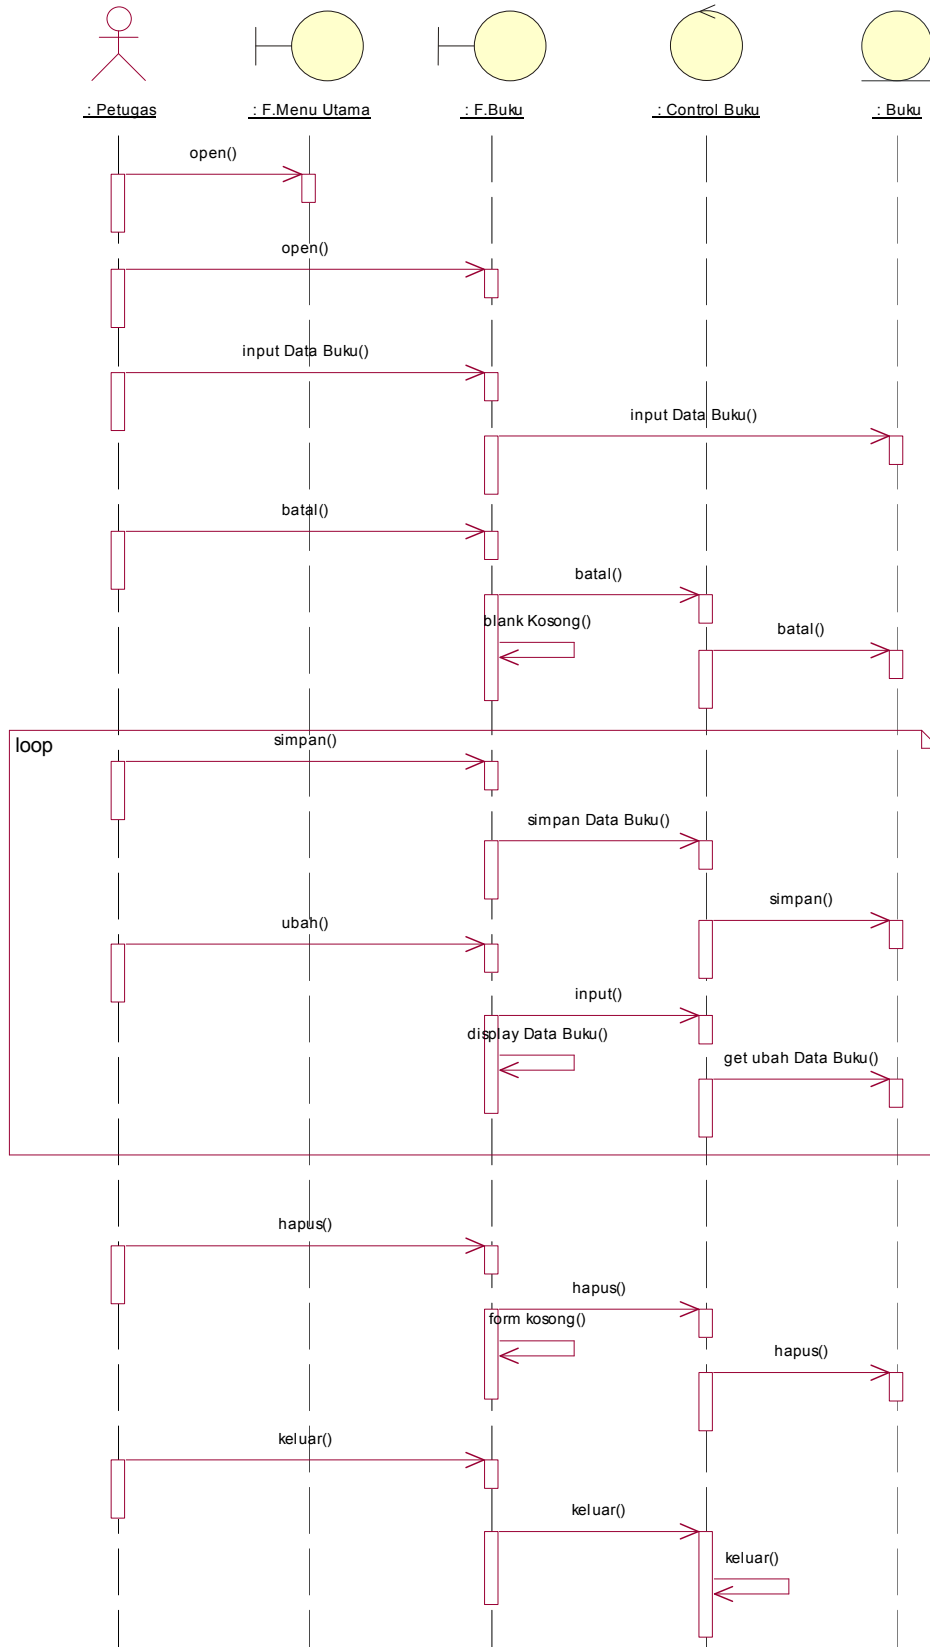 : Petugas
: F.Menu Utama
: F.Buku
: Control Buku
: Buku
open()
open()
input Data Buku()
input Data Buku()
batal()
batal()
blank Kosong()
batal()
loop
simpan()
simpan Data Buku()
simpan()
ubah()
input()
display Data Buku()
get ubah Data Buku()
hapus()
hapus()
form kosong()
hapus()
keluar()
keluar()
keluar()